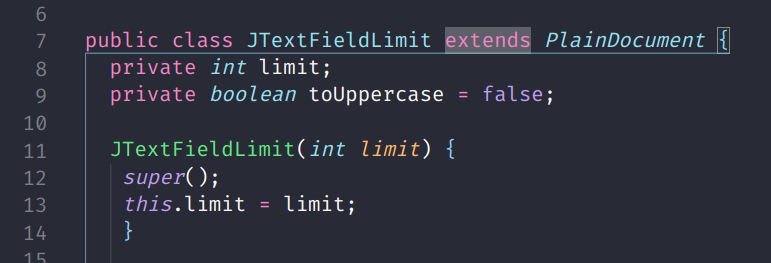 6
7 public class JTextFieldLimit extends PlainDocument {
8 private int limit;
9 private boolean toUppercase = false;
10
11 JTextFieldLimit(int limit) {
12 super();
13 this.limit = limit;
14 }
15